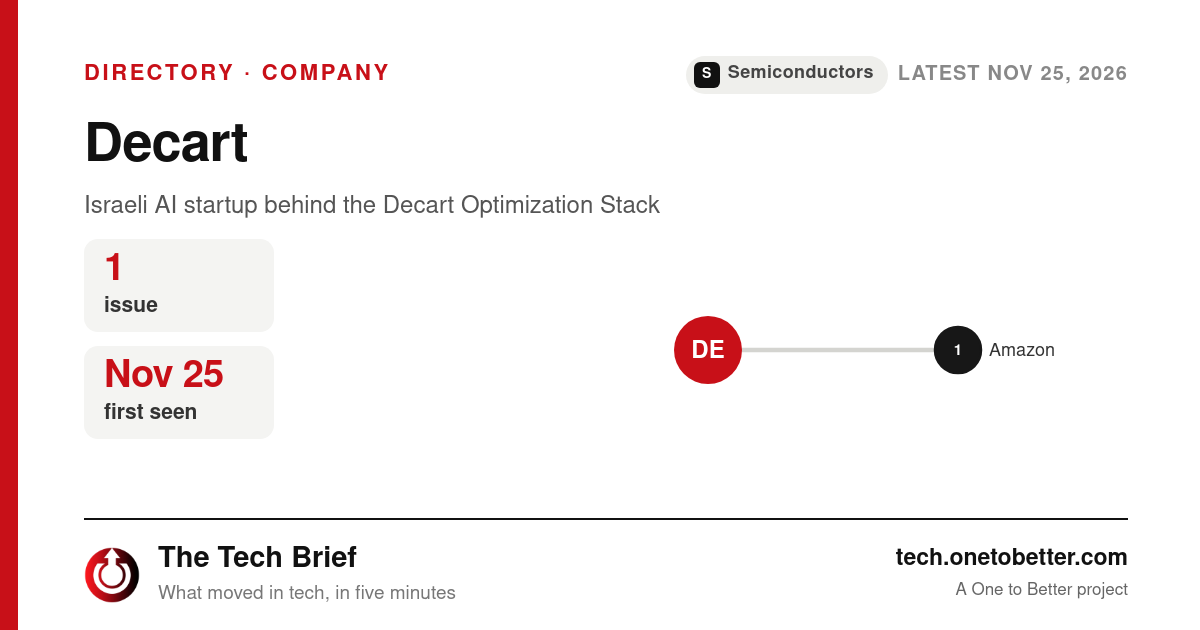 DIRECTORY · COMPANY
S Semiconductors LATEST NOV 25, 2026
Decart
Israeli AI startup behind the Decart Optimization Stack
1
issue
Nov 25
first seen
DE
1 Amazon
The Tech Brief
What moved in tech, in five minutes
tech.onetobetter.com
A One to Better project